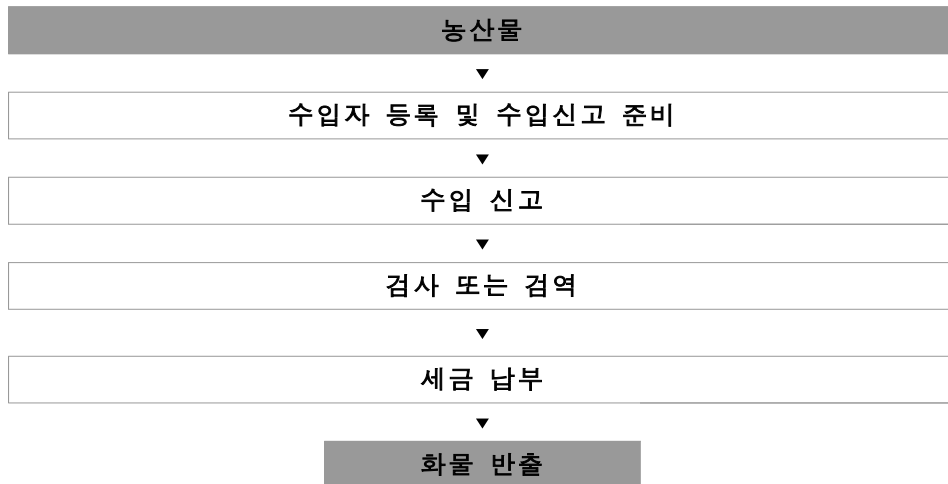 농산물
▼
수입자 등록 및 수입신고 준비
▼
수입 신고
▼
검사 또는 검역
▼
세금 납부
▼
화물 반출